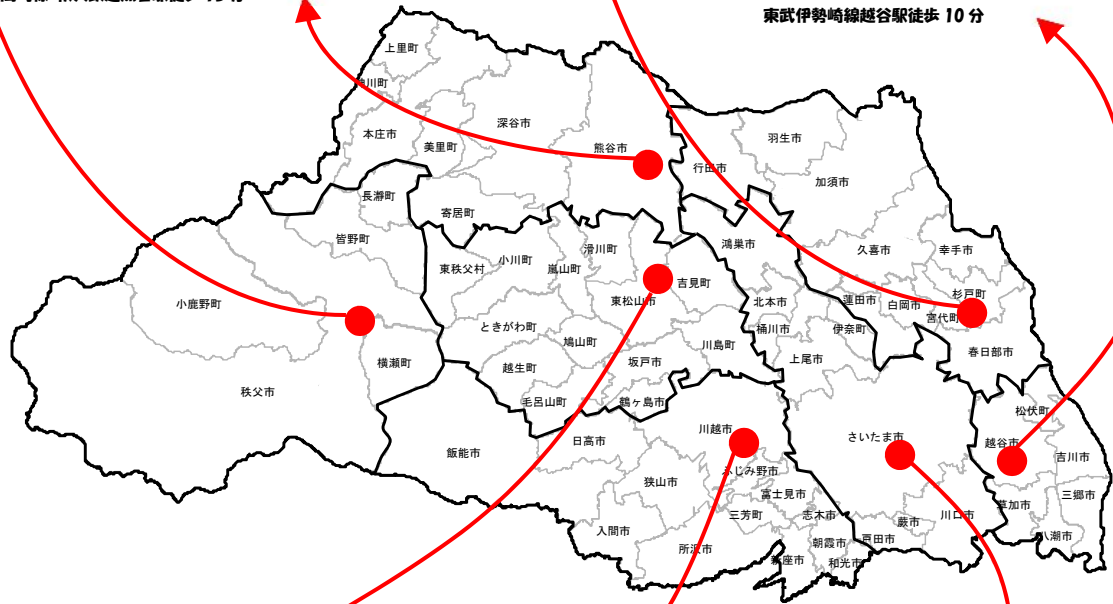 東武伊勢崎線越谷駅徒歩 10 分
上里町
川町
本庄市
美里町
深谷市
熊谷市
行田市
羽生市
加須市
長瀞町
寄居町
皆野町
東秩父村
小川町
嵐山町
滑川町
吉見町
鴻巣市
久喜市
幸手市
小鹿野町
東松山市
北本市
蓮田市
白岡市
杉戸町
宮代町
ときがわ町
鳩山町
桶川市
伊奈町
横瀬町
越生町
坂戸市
川島町
上尾市
春日部市
秩父市
毛呂山町
鶴ヶ島市
松伏町
飯能市
日高市
川越市
さいたま市
越谷市
吉川市
狭山市
ふじみ野市
富士見市
三郷市
入間市
三芳町
志木市
蕨市
川口市
草加市
所沢市
朝霞市
戸田市
八潮市
新座市
和光市